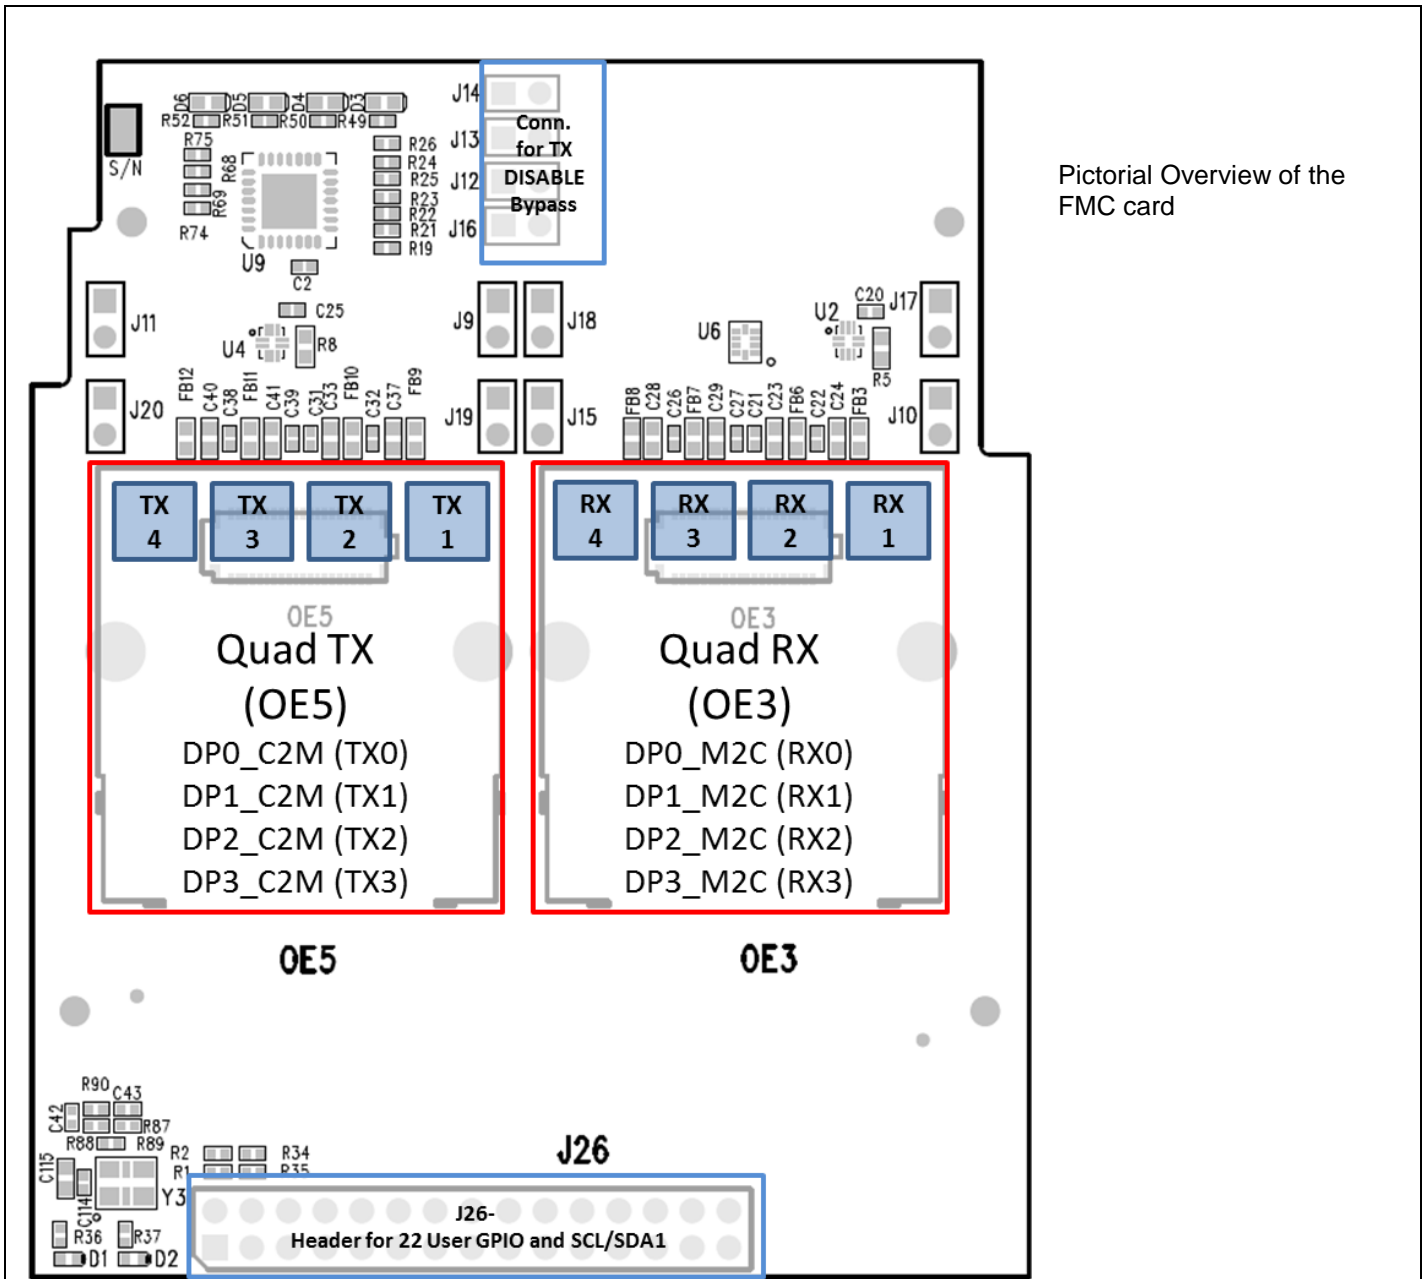 Pictorial Overview of the
FMC card
D6
D5
D4
D3
R52
R51
R50
R49
S/N
R75
R68
R69
R74
U9
C2
R26
R24
R25
R23
R22
R21
R19
J14
J13
J12
J16
Conn.
for TX
DISABLE
Bypass
J11
C25
U4
R8
J9
J18
U6
U2
C20
R5
J17
J20
FB12
C40
C38
FB11
C41
C39
C31
C33
FB10
C32
C37
FB9
J19
J15
FB8
C28
C26
FB7
C29
C27
C21
C23
FB6
C22
C24
FB3
J10
TX
4
TX
3
TX
2
TX
1
RX
4
RX
3
RX
2
RX
1
OE5
Quad TX
(OE5)
DP0_C2M (TX0)
DP1_C2M (TX1)
DP2_C2M (TX2)
DP3_C2M (TX3)
OE3
Quad RX
(OE3)
DP0_M2C (RX0)
DP1_M2C (RX1)
DP2_M2C (RX2)
DP3_M2C (RX3)
OE5
OE3
R90
C43
C42
R87
R88
R89
C115
C114
Y3
R2
R1
R34
R35
R36
R37
D1
D2
J26
J26-
Header for 22 User GPIO and SCL/SDA1